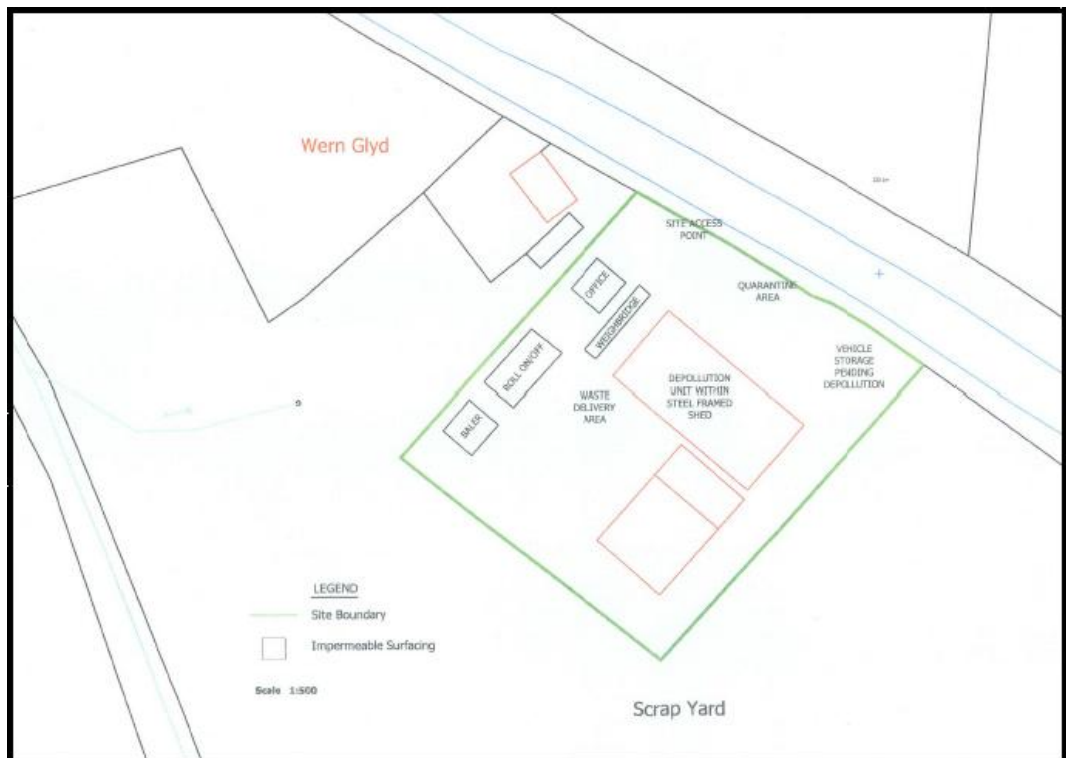 Wern Glyd
SITE ACCESS
POINT
OFFICE
QUARANTINE
AREA
WEIGHBRIDGE
VEHICLE
STORAGE
PENDING
DEPOLLUTION
ROLL ON/OFF
DEPOLLUTION
UNIT WITHIN
STEEL FRAMED
SHED
WASTE
DELIVERY
AREA
BALER
LEGEND
Site Boundary
Impermeable Surfacing
Scale 1:500
Scrap Yard